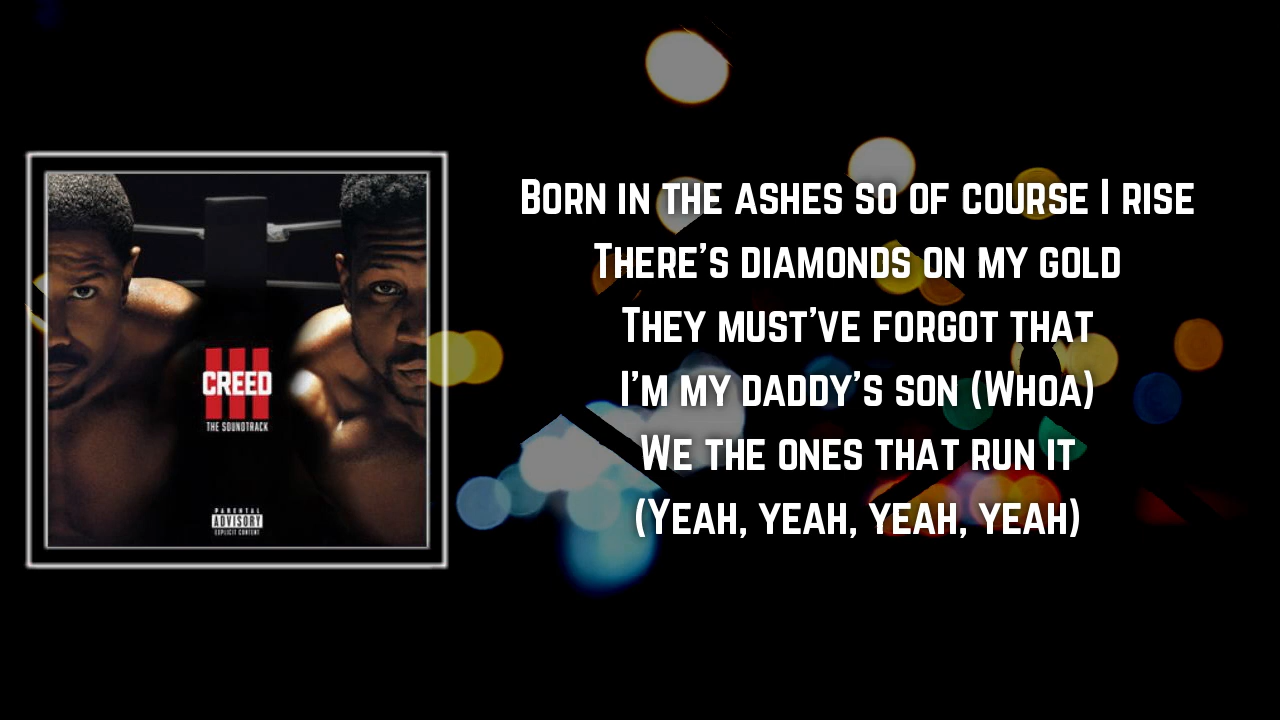 III
CREED
THE SOUNDTRACK
PARENTAL
ADVISORY
EXPLICIT CONTENT
BORN IN THE ASHES SO OF COURSE I RISE
THERE'S DIAMONDS ON MY GOLD
THEY MUST'VE FORGOT THAT
I'M MY DADDY'S SON (WHOA)
WE THE ONES THAT RUN IT
(YEAH, YEAH, YEAH, YEAH)